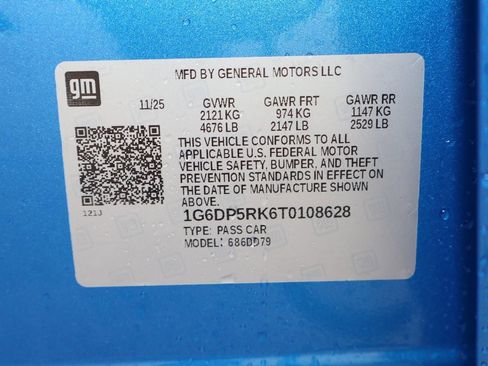 gm
MFD BY GENERAL MOTORS LLC
11/25 GVWR GAWR FRT GAWR RR
2121 KG 974 KG 1147 KG
4676 LB 2147 LB 2529 LB
THIS VEHICLE CONFORMS TO ALL
APPLICABLE U.S. FEDERAL MOTOR
VEHICLE SAFETY, BUMPER, AND THEFT
PREVENTION STANDARDS IN EFFECT ON
THE DATE OF MANUFACTURE SHOWN
ABOVE.
121J
1G6DP5RK6T0108628
TYPE: PASS CAR
MODEL: 686DD79